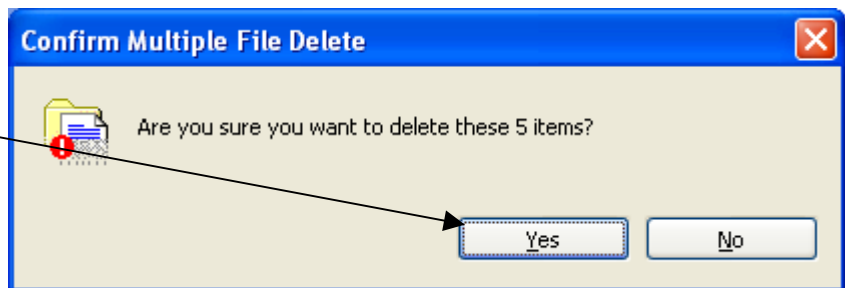 Confirm Multiple File Delete
Are you sure you want to delete these 5 items?
Yes
No